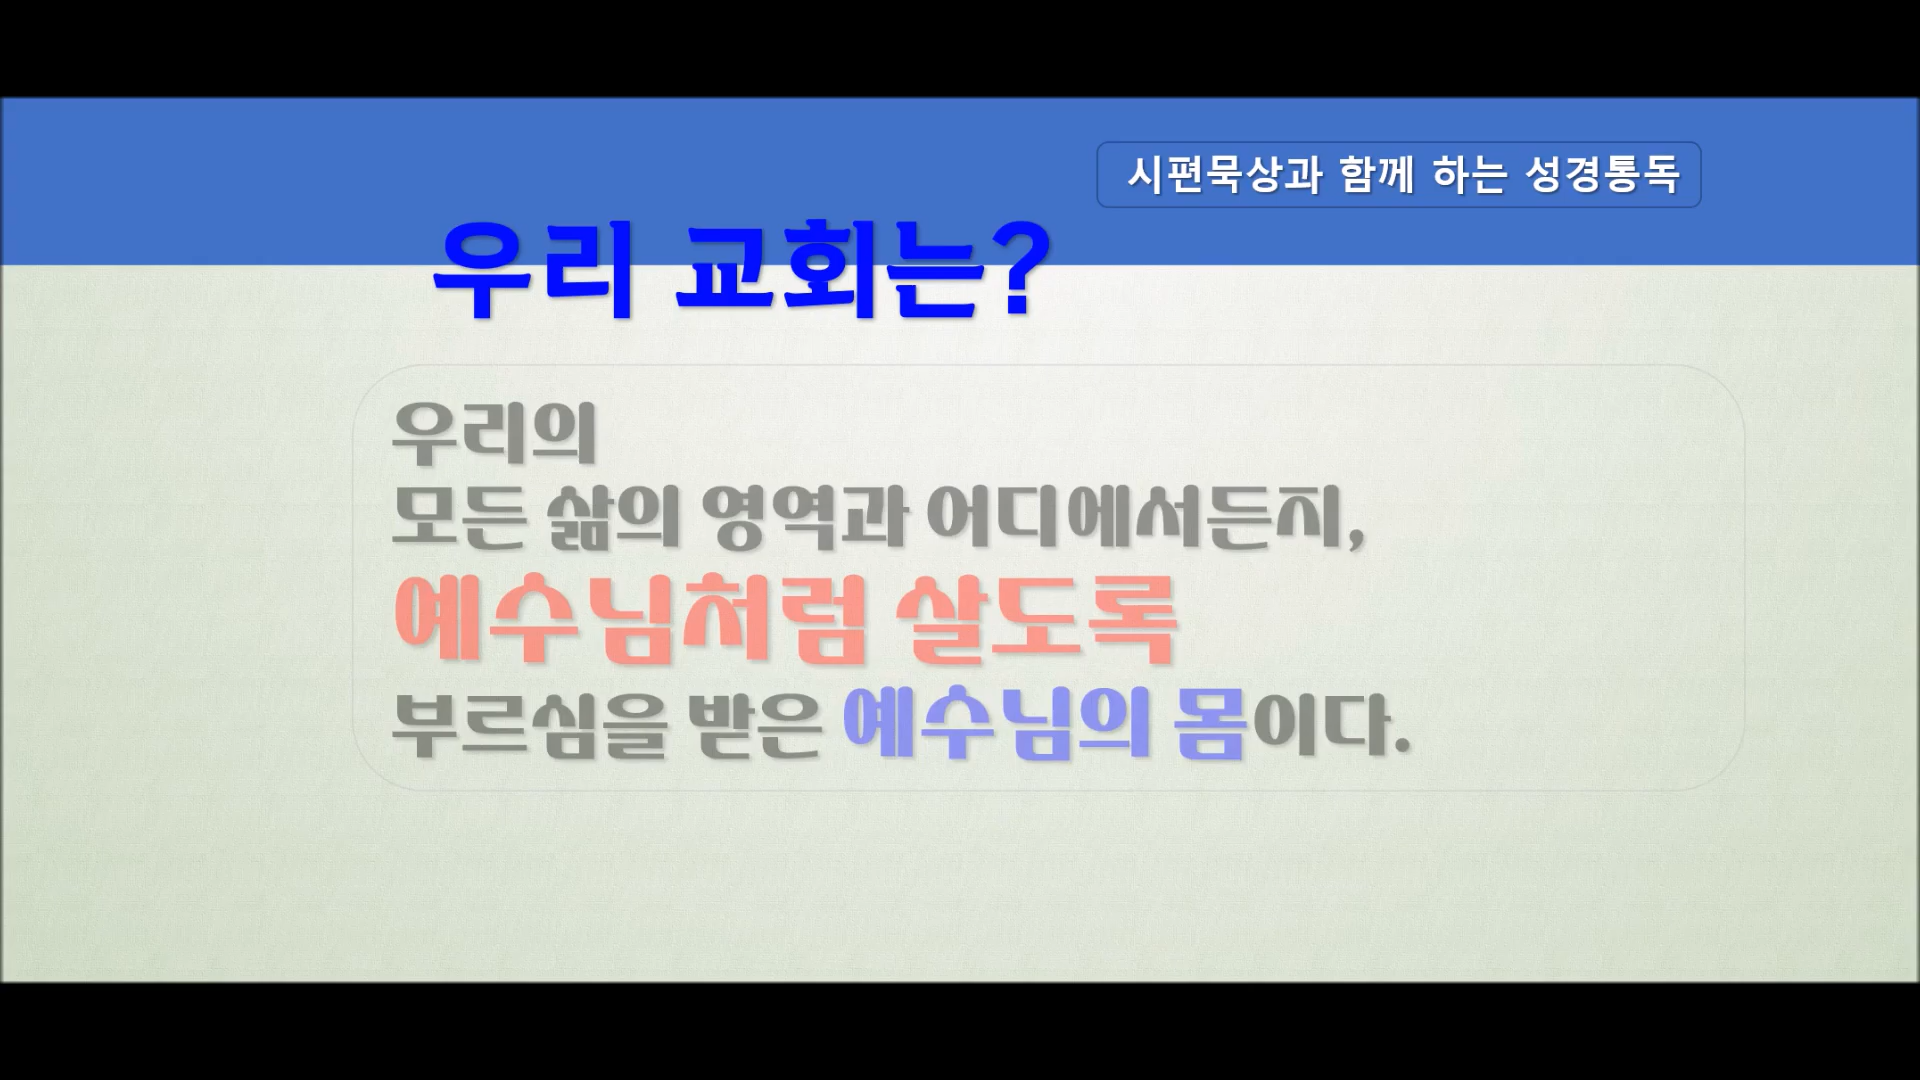 시편묵상과 함께 하는 성경통독
우리 교회는?
우리의
모든 삶의 영역과 어디에서든지,
예수님처럼 살도록
부르심을 받은 예수님의 몸이다.